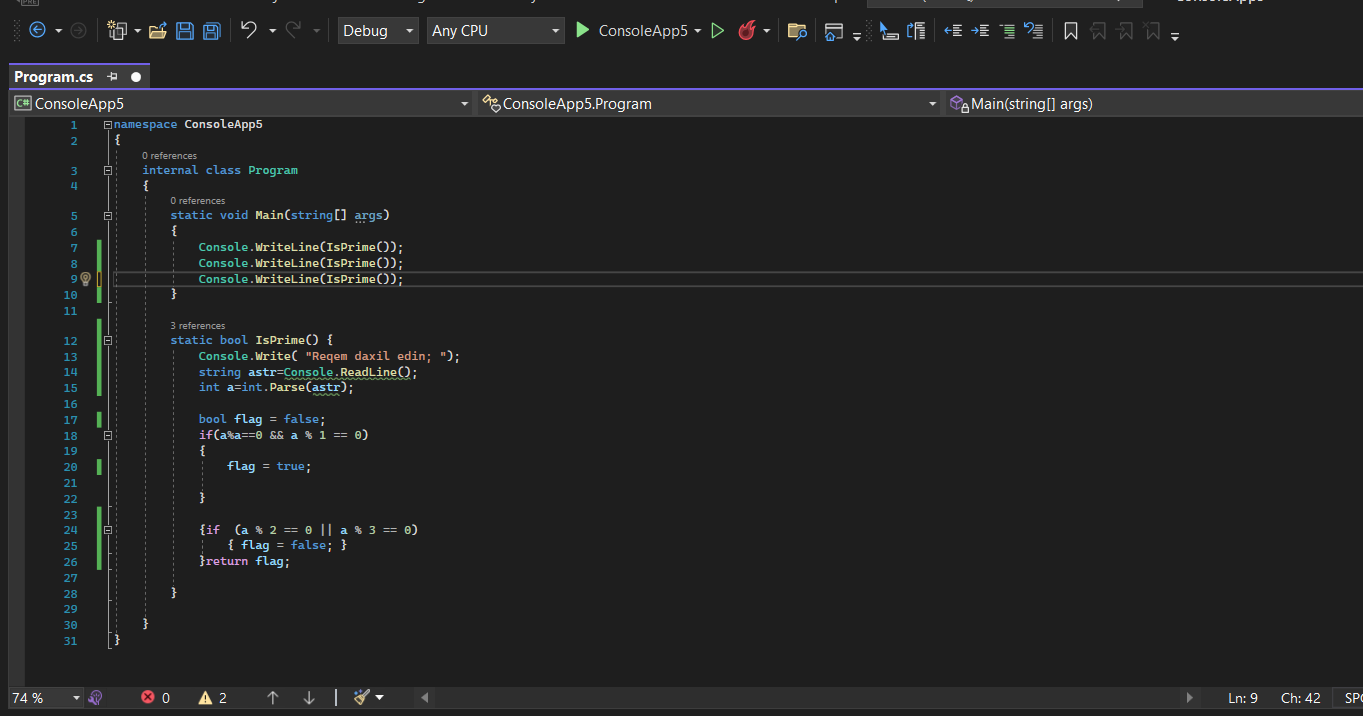 Debug Any CPU ConsoleApp5
Program.cs
C# ConsoleApp5 ConsoleApp5.Program Main(string[] args)
1 namespace ConsoleApp5
2 {
0 references
3 internal class Program
4 {
0 references
5 static void Main(string[] args)
6 {
7 Console.WriteLine(IsPrime());
8 Console.WriteLine(IsPrime());
9 Console.WriteLine(IsPrime());
10 }
11
3 references
12 static bool IsPrime() {
13 Console.Write( "Reqem daxil edin; ");
14 string astr=Console.ReadLine();
15 int a=int.Parse(astr);
16
17 bool flag = false;
18 if(a%a==0 && a % 1 == 0)
19 {
20 flag = true;
21
22 }
23
24 {if  (a % 2 == 0 || a % 3 == 0)
25 { flag = false; }
26 }return flag;
27
28 }
29
30 }
31 }
74 % 0 2 Ln: 9 Ch: 42